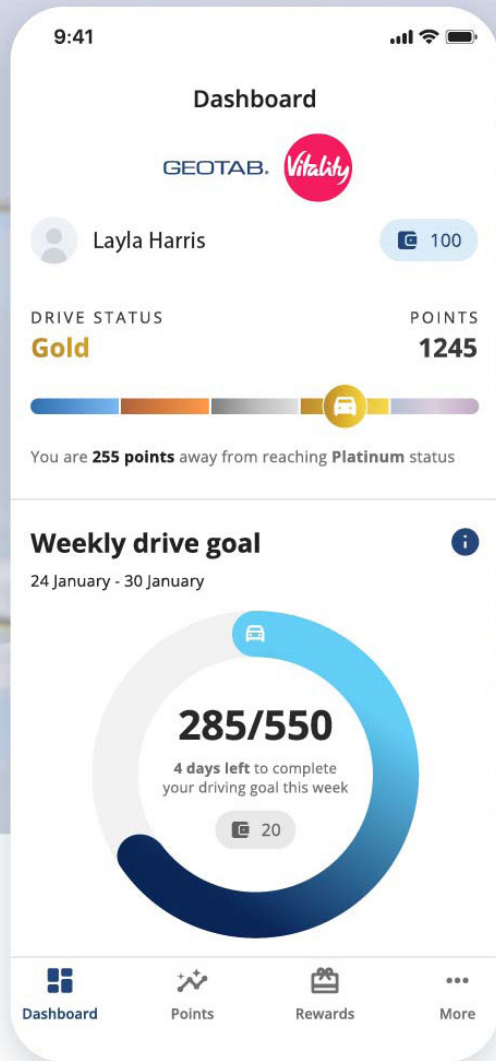 9:41
Dashboard
GEOTAB. Vitality
Layla Harris
100
DRIVE STATUS
POINTS
Gold
1245
You are 255 points away from reaching Platinum status
Weekly drive goal
24 January - 30 January
285/550
4 days left to complete
your driving goal this week
20
Dashboard
Points
Rewards
More